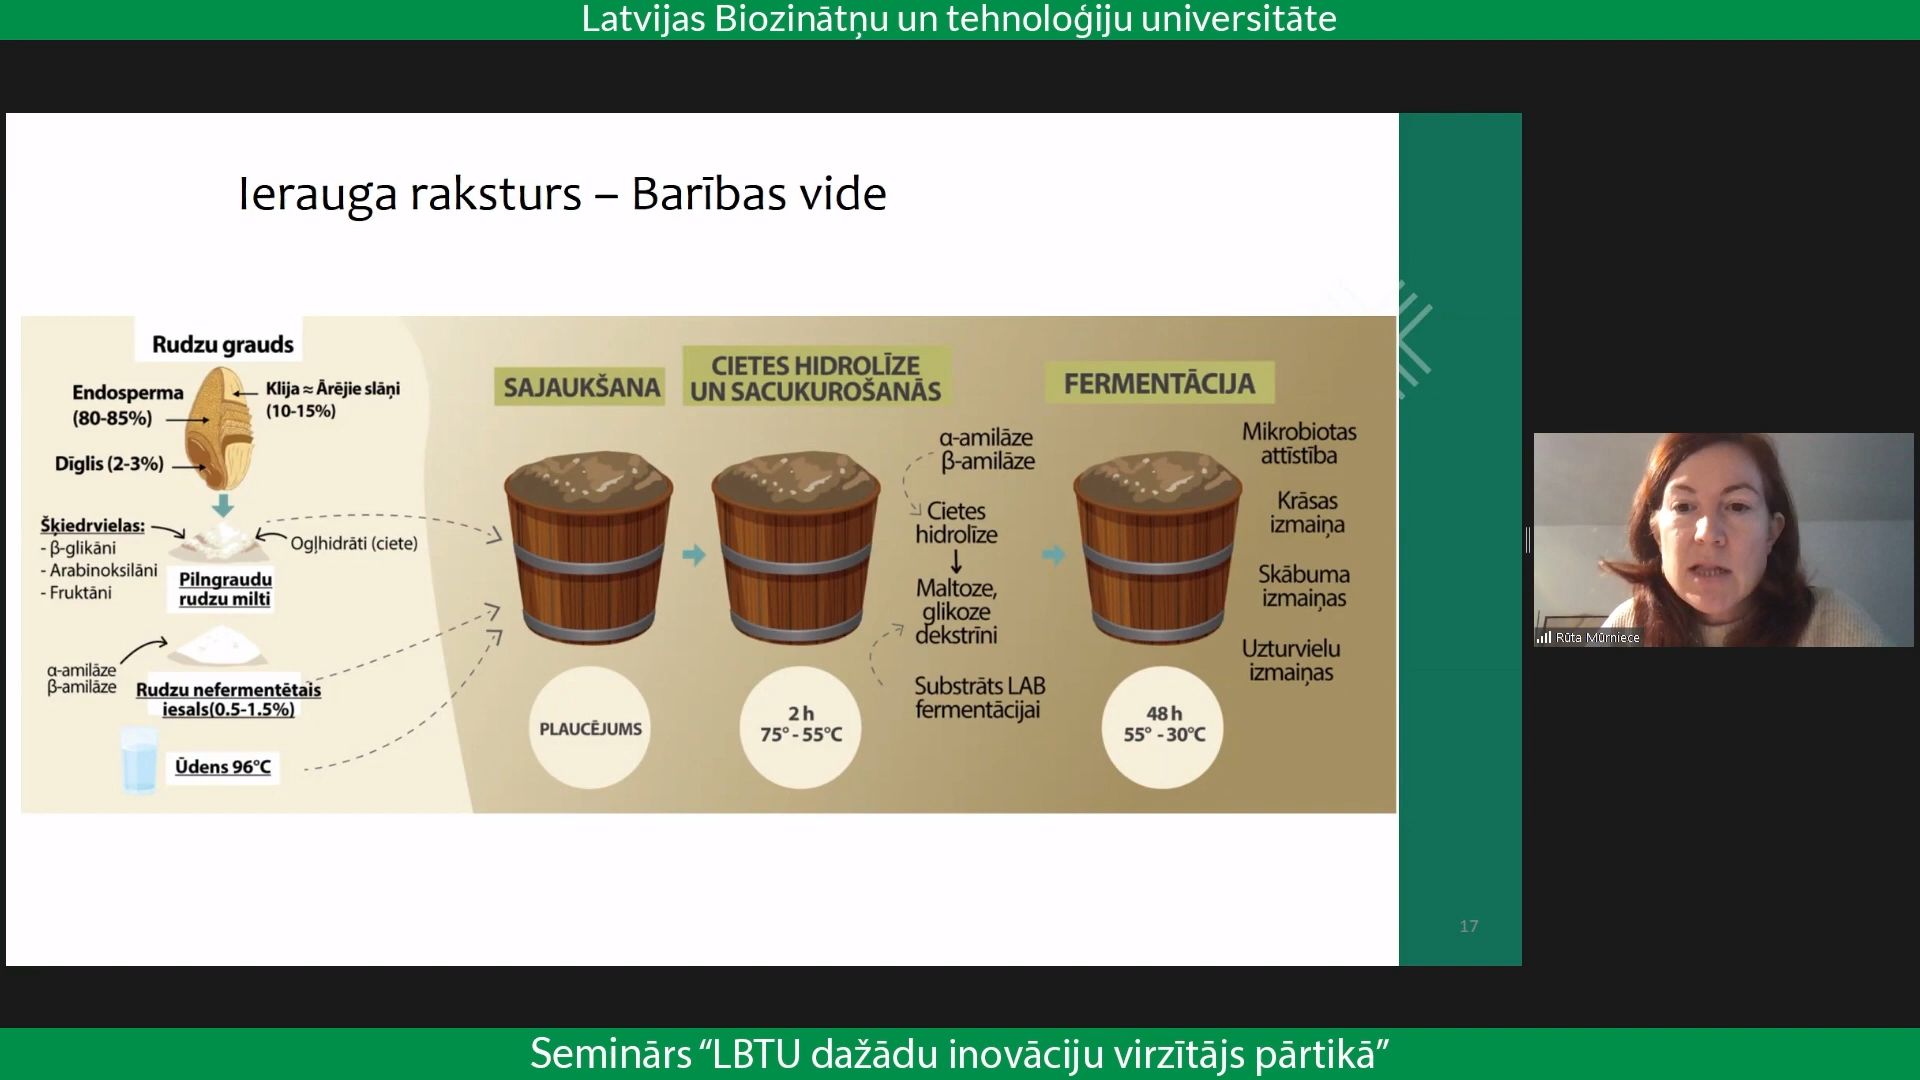 Latvijas Biozinātņu un tehnoloģiju universitāte
Ierauga raksturs – Barības vide
Rudzu grauds
Endosperma
(80-85%)
Klija ≈ Ārējie slāņi
(10-15%)
Dīglis (2-3%)
Šķiedrvielas:
- β-glikāni
- Arabinoksilāni
- Fruktāni
Ogļhidrāti (ciete)
Pilngraudu
rudzu milti
α-amilāze
β-amilāze
Rudzu nefermentētais
iesals(0.5-1.5%)
Ūdens 96°C
SAJAUKŠANA
PLAUCĒJUMS
CIETES HIDROLĪZE
UN SACUKUROŠANĀS
2 h
75° - 55°C
α-amilāze
β-amilāze
Cietes
hidrolīze
Maltoze,
glikoze
dekstrīni
Substrāts LAB
fermentācijai
FERMENTĀCIJA
48 h
55° - 30°C
Mikrobiotas
attīstība
Krāsas
izmaiņa
Skābuma
izmaiņas
Uzturvielu
izmaiņas
17
Rūta Mūrniece
Seminārs “LBTU dažādu inovāciju virzītājs pārtikā”